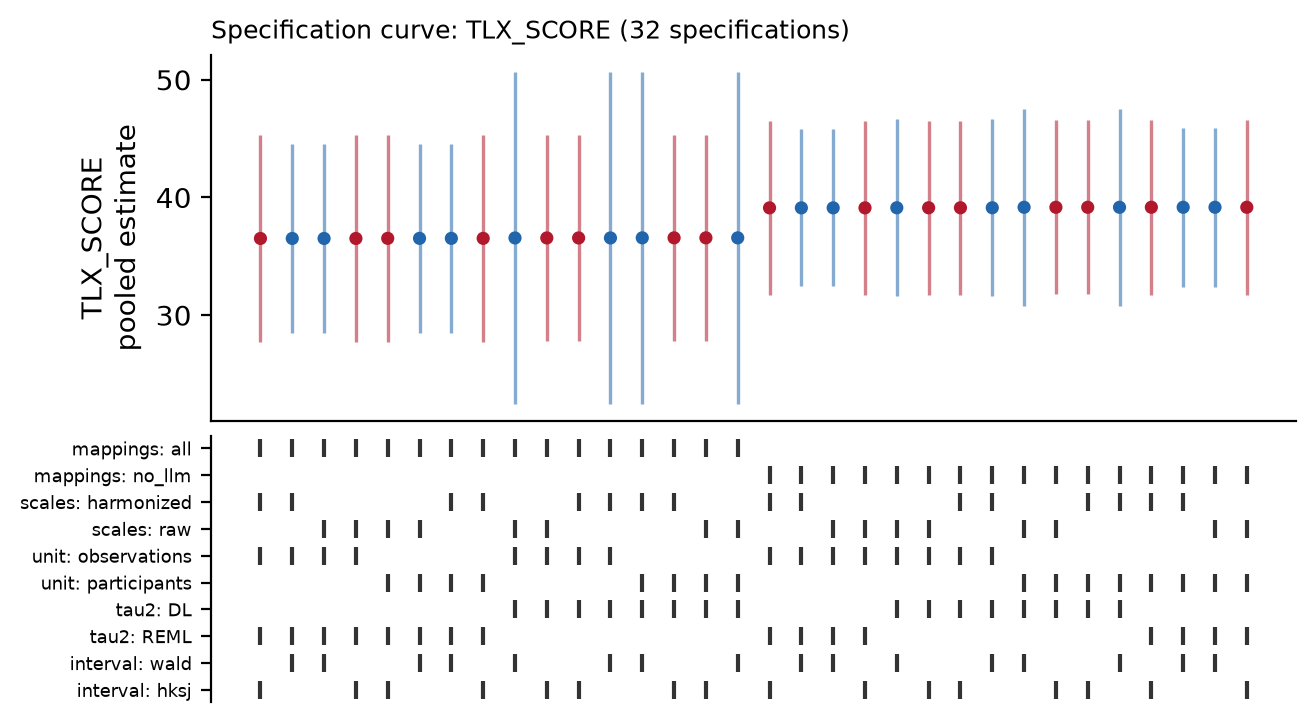 Specification curve: TLX_SCORE (32 specifications)
TLX_SCORE
pooled estimate
50
40
30
mappings: all
mappings: no_llm
scales: harmonized
scales: raw
unit: observations
unit: participants
tau2: DL
tau2: REML
interval: wald
interval: hksj